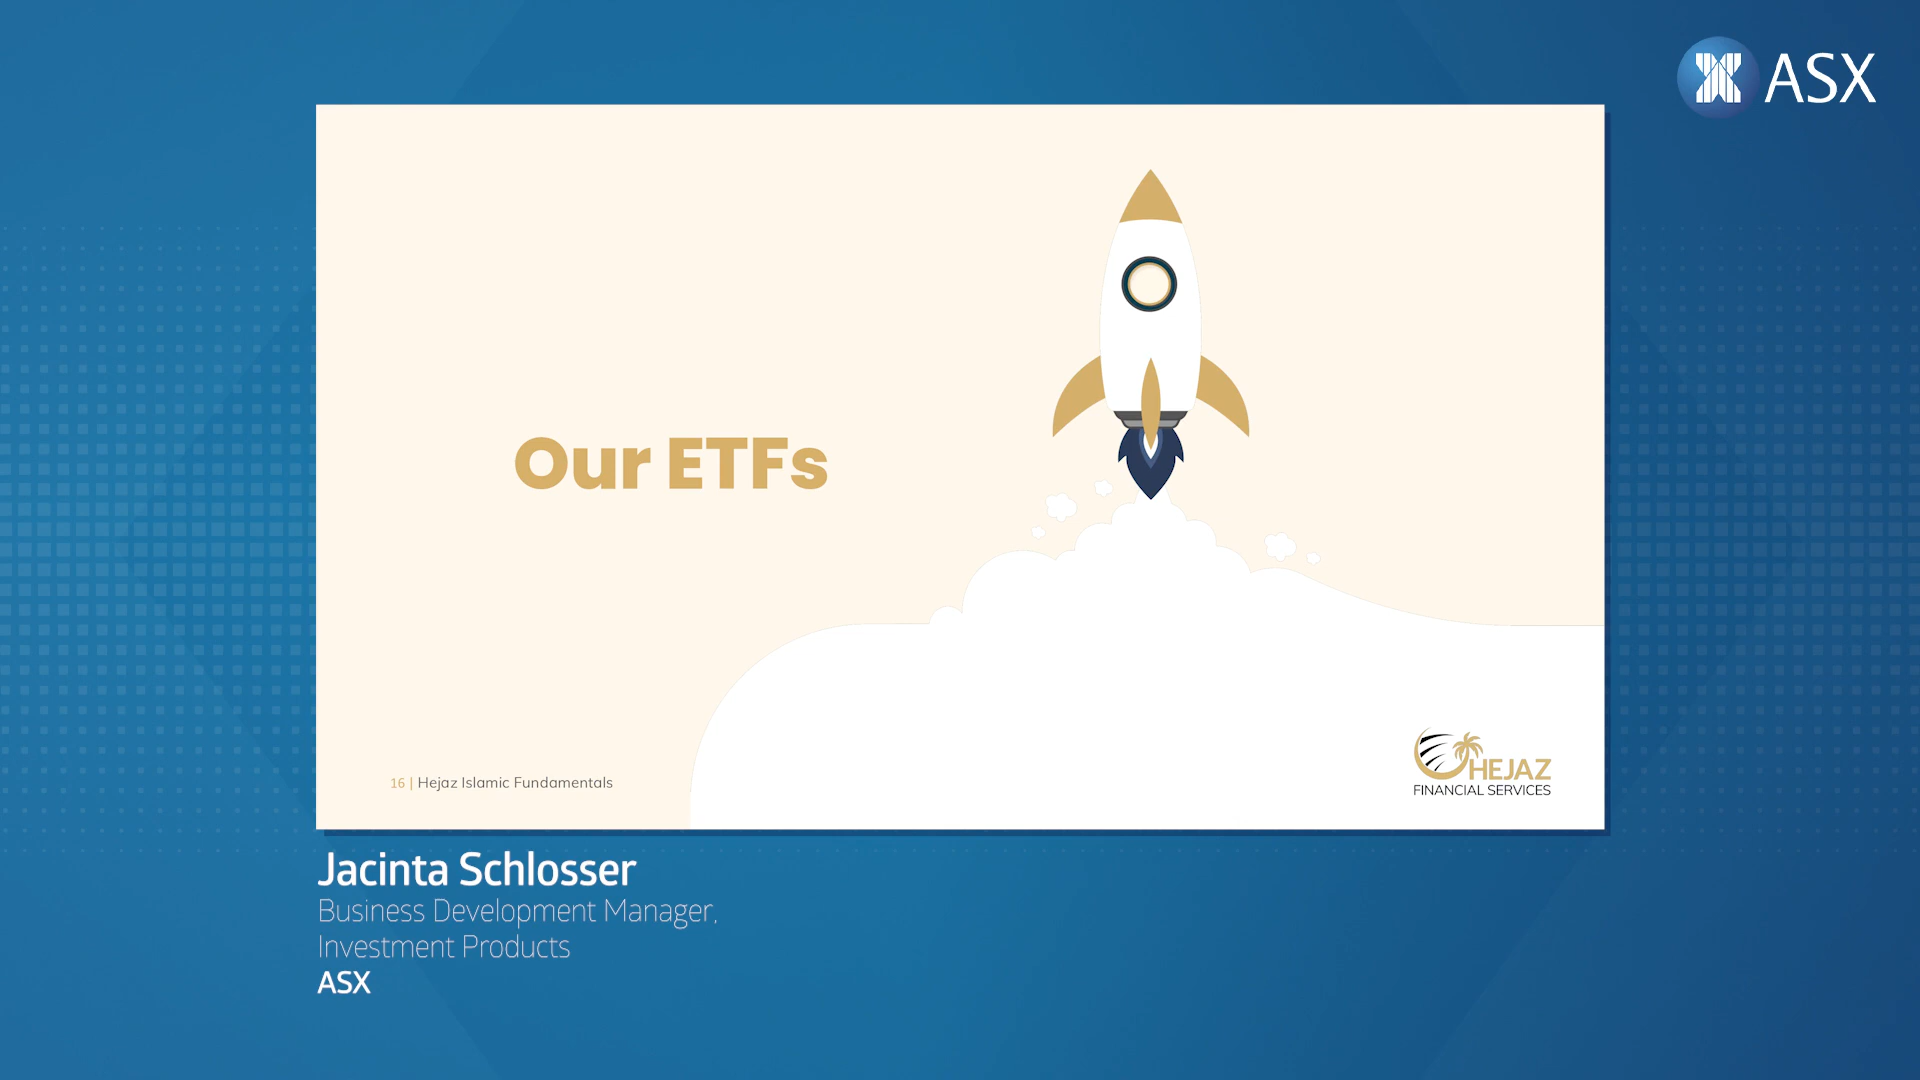 ASX
Our ETFs
16 | Hejaz Islamic Fundamentals
HEJAZ
FINANCIAL SERVICES
Jacinta Schlosser
Business Development Manager,
Investment Products
ASX